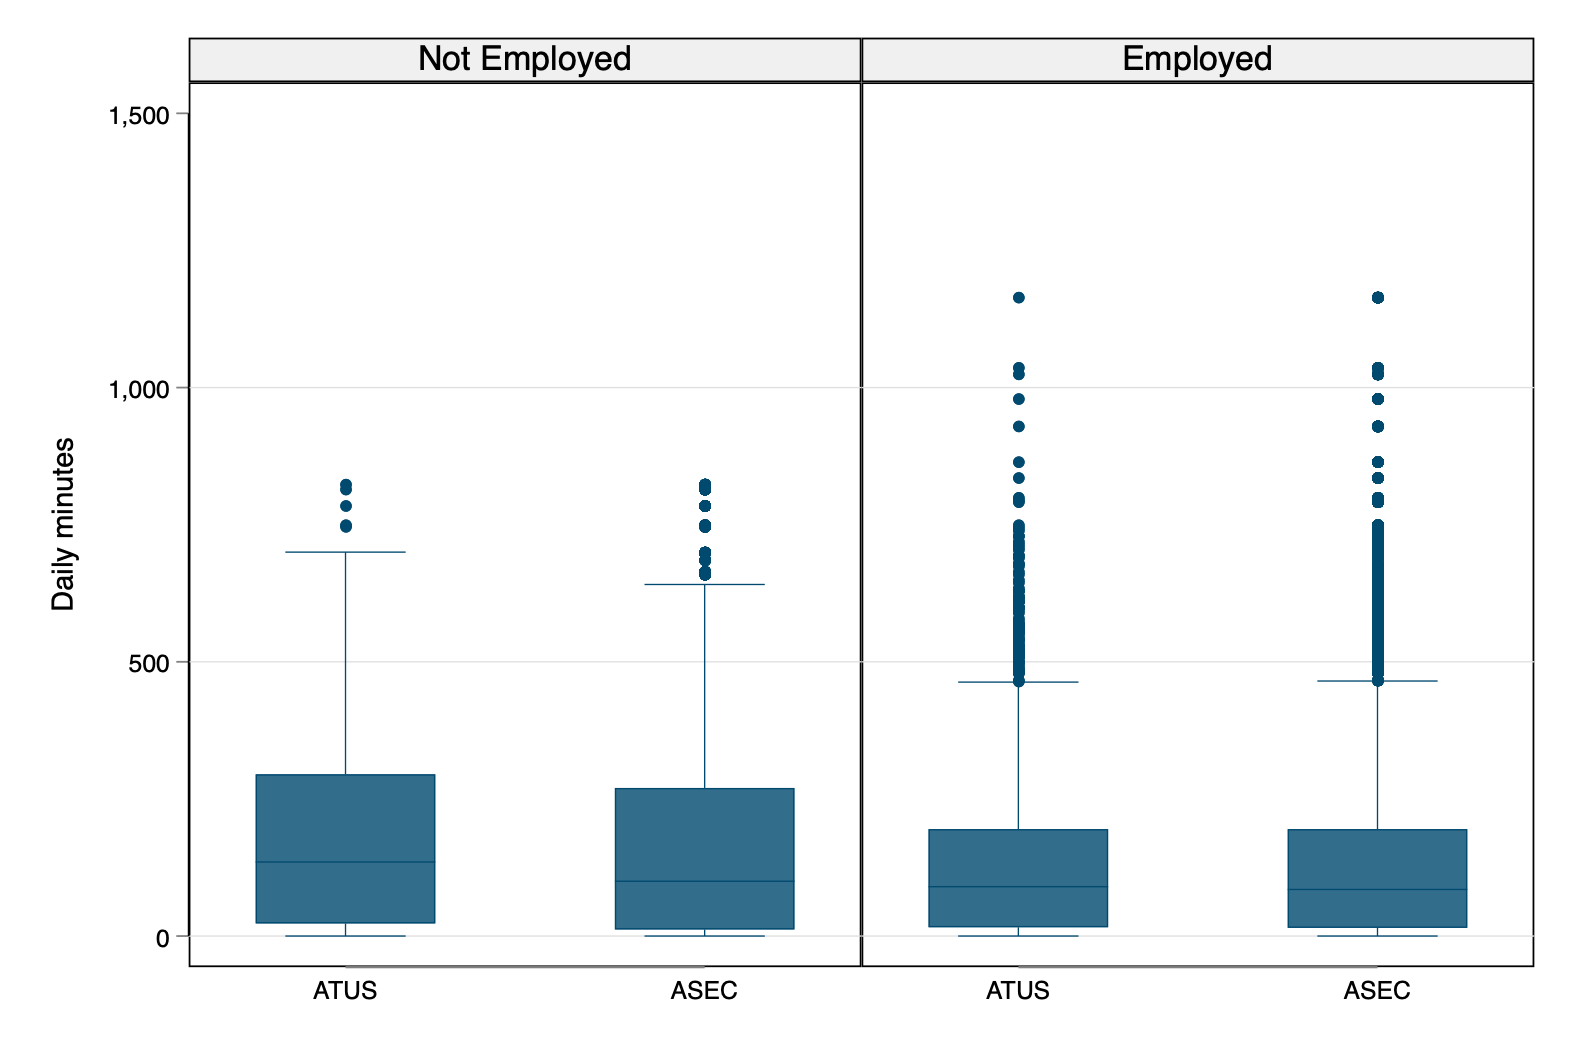 Not Employed
Employed
1,500
1,000
500
0
Daily minutes
ATUS
ASEC
ATUS
ASEC